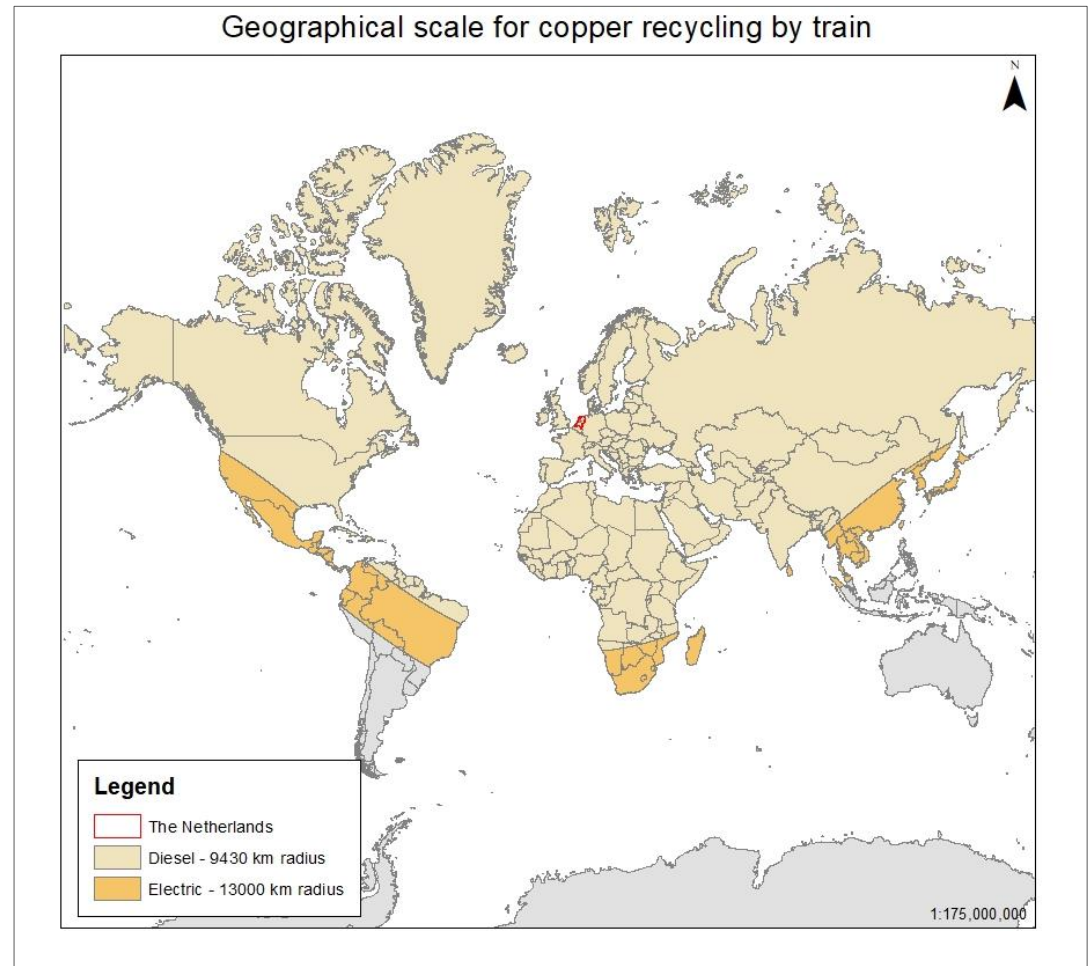 Geographical scale for copper recycling by train
N
Legend
The Netherlands
Diesel - 9430 km radius
Electric - 13000 km radius
1:175,000,000